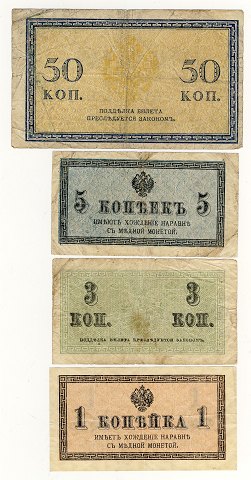 50 50
КОП. КОП.
ПОДДѢЛКА БИЛЕТА
ПРЕСЛѢДУЕТСЯ ЗАКОНОМЪ.
5 КОПѢЕКЪ 5
ИМѢЮТЪ ХОЖДЕНІЕ НАРАВНѢ
СЪ МѢДНОЙ МОНЕТОЙ.
3 3
КОП. КОП.
ПОДДѢЛКА БИЛЕТА ПРЕСЛѢДУЕТСЯ ЗАКОНОМЪ.
1 КОПѢЙКА 1
ИМѢЕТЪ ХОЖДЕНІЕ НАРАВНѢ
СЪ МѢДНОЙ МОНЕТОЙ.